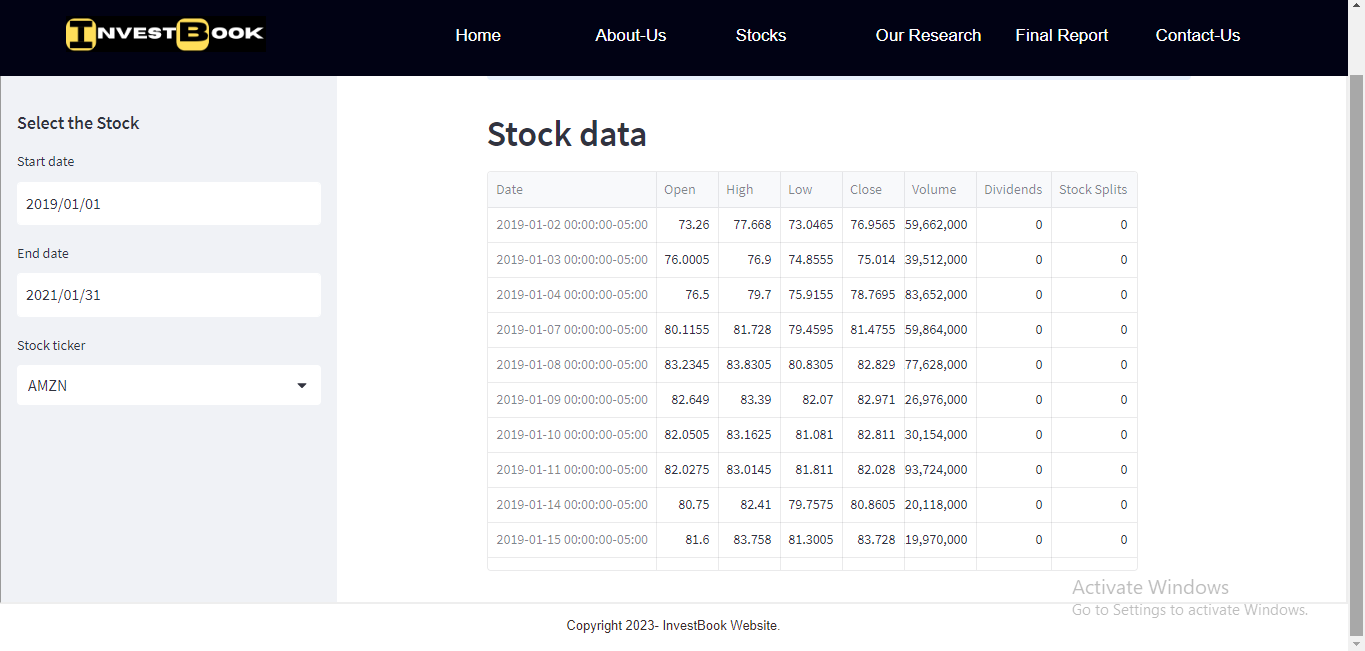 InvestBook
Home About-Us Stocks Our Research Final Report Contact-Us
Select the Stock
Start date
2019/01/01
End date
2021/01/31
Stock ticker
AMZN
Stock data
Date Open High Low Close Volume Dividends Stock Splits
2019-01-02 00:00:00-05:00 73.26 77.668 73.0465 76.9565 59,662,000 0 0
2019-01-03 00:00:00-05:00 76.0005 76.9 74.8555 75.014 39,512,000 0 0
2019-01-04 00:00:00-05:00 76.5 79.7 75.9155 78.7695 83,652,000 0 0
2019-01-07 00:00:00-05:00 80.1155 81.728 79.4595 81.4755 59,864,000 0 0
2019-01-08 00:00:00-05:00 83.2345 83.8305 80.8305 82.829 77,628,000 0 0
2019-01-09 00:00:00-05:00 82.649 83.39 82.07 82.971 26,976,000 0 0
2019-01-10 00:00:00-05:00 82.0505 83.1625 81.081 82.811 30,154,000 0 0
2019-01-11 00:00:00-05:00 82.0275 83.0145 81.811 82.028 93,724,000 0 0
2019-01-14 00:00:00-05:00 80.75 82.41 79.7575 80.8605 20,118,000 0 0
2019-01-15 00:00:00-05:00 81.6 83.758 81.3005 83.728 19,970,000 0 0
Activate Windows
Go to Settings to activate Windows.
Copyright 2023- InvestBook Website.